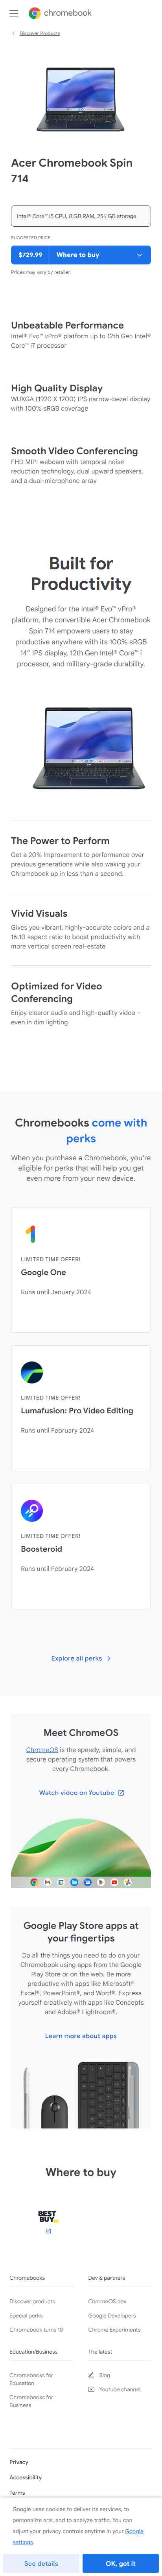 chromebook
Discover Products
Acer Chromebook Spin
714
Intel® Core™ i5 CPU, 8 GB RAM, 256 GB storage
SUGGESTED PRICE
$729.99 Where to buy
Prices may vary by retailer.
Unbeatable Performance
Intel® Evo™ vPro® platform up to 12th Gen Intel®
Core™ i7 processor
High Quality Display
WUXGA (1920 X 1200) IPS narrow-bezel display
with 100% sRGB coverage
Smooth Video Conferencing
FHD MIPI webcam with temporal noise
reduction technology, dual upward speakers,
and a dual-microphone array
Built for
Productivity
Designed for the Intel® Evo™ vPro®
platform, the convertible Acer Chromebook
Spin 714 empowers users to stay
productive anywhere with its 100% sRGB
14" IPS display, 12th Gen Intel® Core™ i
processor, and military-grade durability.
The Power to Perform
Get a 20% improvement to performance over
previous generations while also waking your
Chromebook up in less than a second.
Vivid Visuals
Gives you vibrant, highly-accurate colors and a
16:10 aspect ratio to boost productivity with
more vertical screen real-estate
Optimized for Video
Conferencing
Enjoy clearer audio and high-quality video –
even in dim lighting.
Chromebooks come with
perks
When you purchase a Chromebook, you're
eligible for perks that will help you get
even more from your new device.
LIMITED TIME OFFER!
Google One
Runs until January 2024
LIMITED TIME OFFER!
Lumafusion: Pro Video Editing
Runs until February 2024
LIMITED TIME OFFER!
Boosteroid
Runs until February 2024
Explore all perks
Meet ChromeOS
ChromeOS is the speedy, simple, and
secure operating system that powers
every Chromebook.
Watch video on Youtube
Google Play Store apps at
your fingertips
Do all the things you need to do on your
Chromebook using apps from the Google
Play Store or on the web. Be more
productive with apps like Microsoft®
Excel®, PowerPoint®, and Word®. Express
yourself creatively with apps like Concepts
and Adobe® Lightroom®.
Learn more about apps
Where to buy
BEST
BUY
Chromebooks
Dev & partners
Discover products
ChromeOS.dev
Special perks
Google Developers
Chromebook turns 10
Chrome Experiments
Education/Business
The latest
Chromebooks for
Education
Blog
Youtube channel
Chromebooks for
Business
Privacy
Accessibility
Terms
Google uses cookies to deliver its services, to
personalize ads, and to analyze traffic. You can
adjust your privacy controls anytime in your Google
settings.
See details
OK, got it